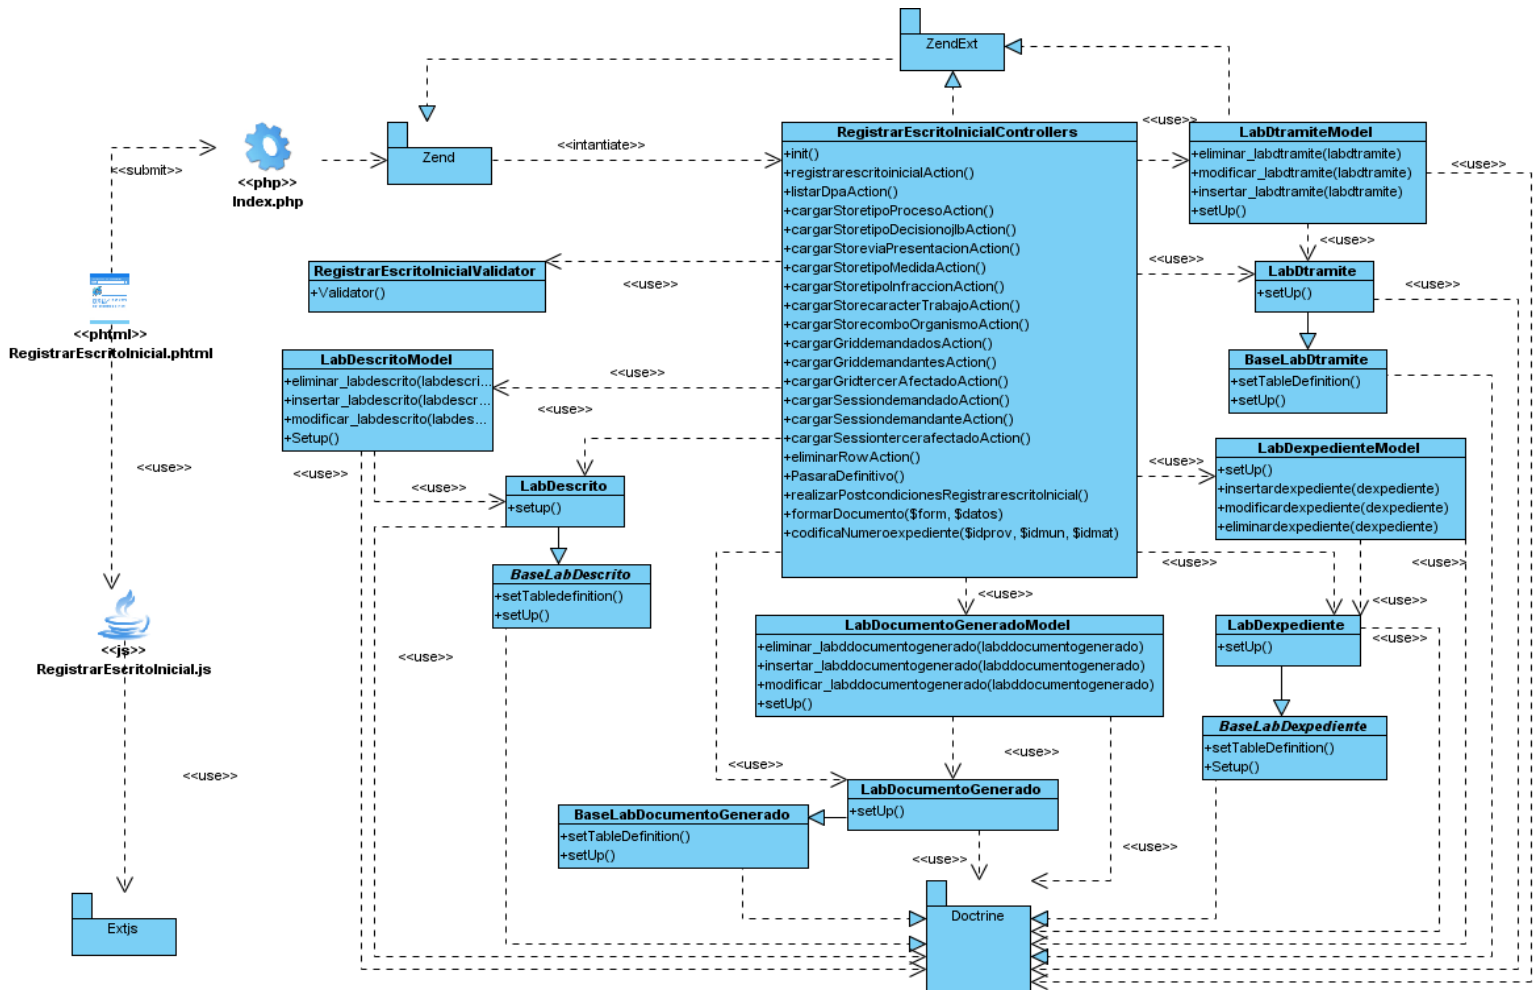 ZendExt
<<submit>>
<<php>>
Index.php
Zend
<<intantiate>>
RegistrarEscritoInicialControllers
+init()
+registrarescritoinicialAction()
+listarDpaAction()
+cargarStoretipoProcesoAction()
+cargarStoretipoDecisionojlbAction()
+cargarStoreviaPresentacionAction()
+cargarStoretipoMedidaAction()
+cargarStoretipoInfraccionAction()
+cargarStorecaracterTrabajoAction()
+cargarStorecomboOrganismoAction()
+cargarGriddemandadosAction()
+cargarGriddemandantesAction()
+cargarGridtercerAfectadoAction()
+cargarSessiondemandadoAction()
+cargarSessiondemandanteAction()
+cargarSessiontercerafectadoAction()
+eliminarRowAction()
+PasaraDefinitivo()
+realizarPostcondicionesRegistrarescritoInicial()
+formarDocumento($form, $datos)
+codificaNumeroexpediente($idprov, $idmun, $idmat)
<<use>>
LabDtramiteModel
+eliminar_labdtramite(labdtramite)
+modificar_labdtramite(labdtramite)
+insertar_labdtramite(labdtramite)
+setUp()
<<use>>
<<use>>
<<use>>
LabDtramite
+setUp()
<<use>>
BaseLabDtramite
+setTableDefinition()
+setUp()
RegistrarEscritoInicialValidator
+Validator()
<<use>>
<<phtml>>
RegistrarEscritoInicial.phtml
LabDescritoModel
+eliminar_labdescrito(labdescri...
+insertar_labdescrito(labdescr...
+modificar_labdescrito(labdes...
+Setup()
<<use>>
<<use>>
<<use>>
<<use>>
<<use>>
LabDescrito
+setup()
BaseLabDescrito
+setTabledefinition()
+setUp()
<<use>>
<<use>>
LabDexpedienteModel
+setUp()
+insertardexpediente(dexpediente)
+modificardexpediente(dexpediente)
+eliminardexpediente(dexpediente)
<<use>>
<<use>>
<<use>>
<<use>>
LabDexpediente
+setUp()
BaseLabDexpediente
+setTableDefinition()
+Setup()
<<use>>
LabDocumentoGeneradoModel
+eliminar_labddocumentogenerado(labddocumentogenerado)
+insertar_labddocumentogenerado(labddocumentogenerado)
+modificar_labddocumentogenerado(labddocumentogenerado)
+setUp()
<<use>>
<<use>>
LabDocumentoGenerado
+setUp()
BaseLabDocumentoGenerado
+setTableDefinition()
+setUp()
<<use>>
<<use>>
Doctrine
<<js>>
RegistrarEscritoInicial.js
<<use>>
Extjs